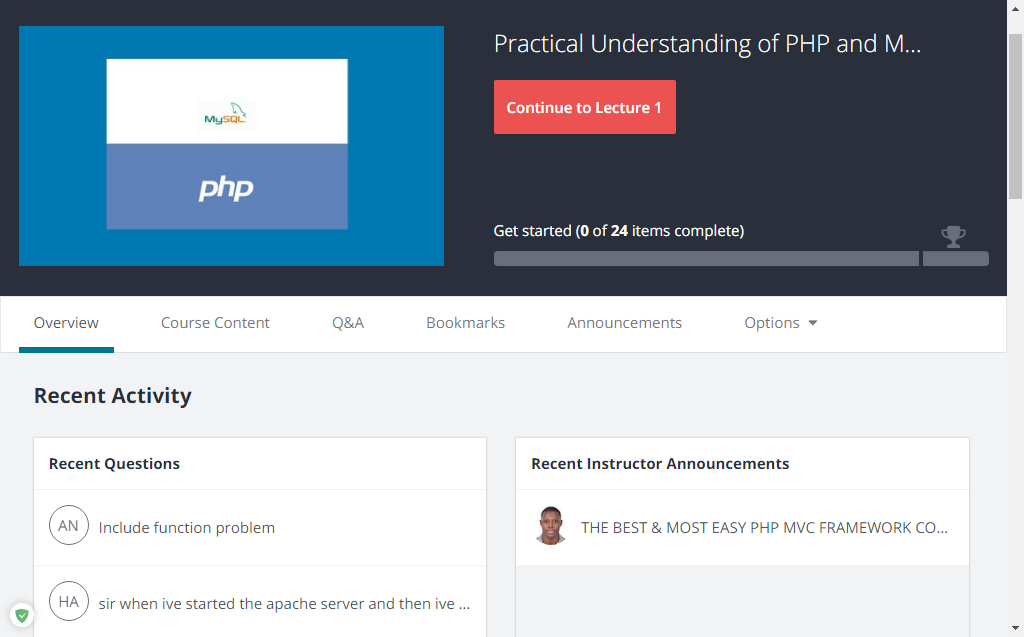 MySQL
php
Practical Understanding of PHP and M...
Continue to Lecture 1
Get started (0 of 24 items complete)
Overview
Course Content
Q&A
Bookmarks
Announcements
Options
Recent Activity
Recent Questions
AN
Include function problem
HA
sir when ive started the apache server and then ive ...
Recent Instructor Announcements
THE BEST & MOST EASY PHP MVC FRAMEWORK CO...